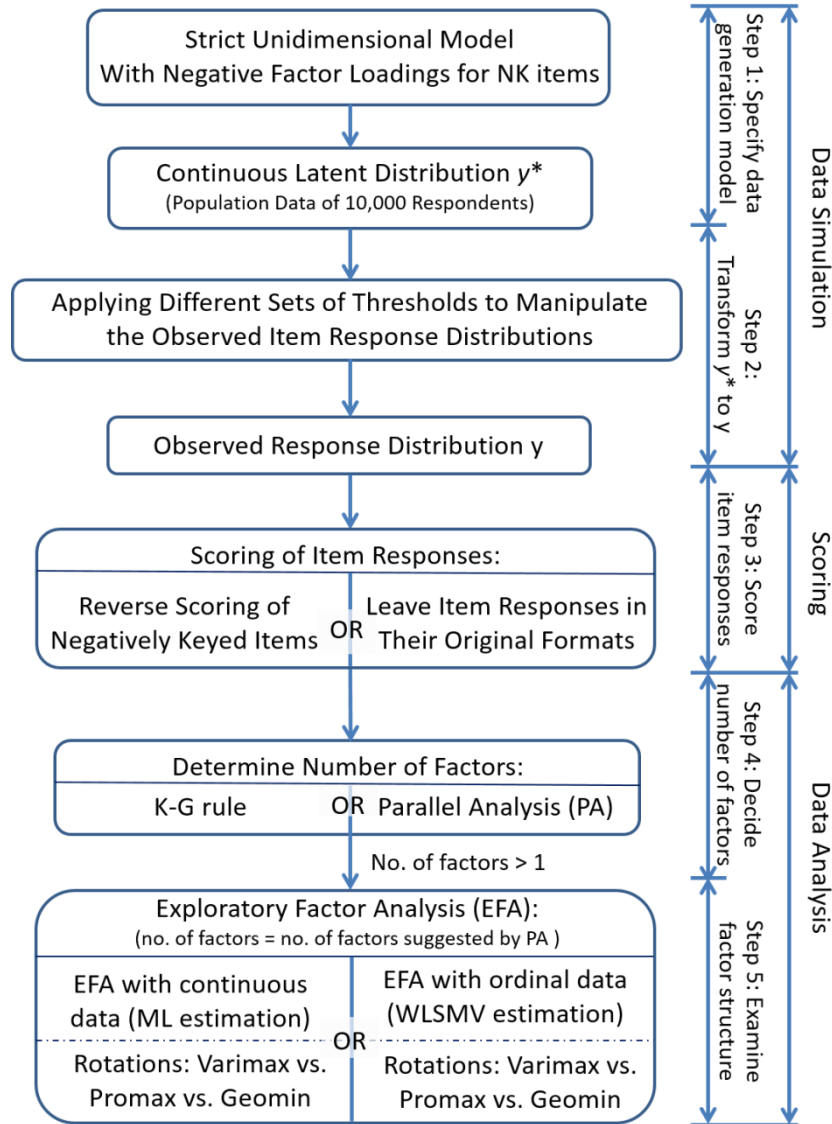 Strict Unidimensional Model
With Negative Factor Loadings for NK items
Continuous Latent Distribution y*
(Population Data of 10,000 Respondents)
Applying Different Sets of Thresholds to Manipulate
the Observed Item Response Distributions
Observed Response Distribution y
Scoring of Item Responses:
Reverse Scoring of
Negatively Keyed Items
OR
Leave Item Responses in
Their Original Formats
Determine Number of Factors:
K-G rule
OR
Parallel Analysis (PA)
No. of factors > 1
Exploratory Factor Analysis (EFA):
(no. of factors = no. of factors suggested by PA )
EFA with continuous
data (ML estimation)
EFA with ordinal data
(WLSMV estimation)
OR
Rotations: Varimax vs.
Promax vs. Geomin
Rotations: Varimax vs.
Promax vs. Geomin
Step 1: Specify data
generation model
Step 2:
Transform y* to y
Step 3: Score
item responses
Step 4: Decide
number of factors
Step 5: Examine
factor structure
Data Simulation
Scoring
Data Analysis